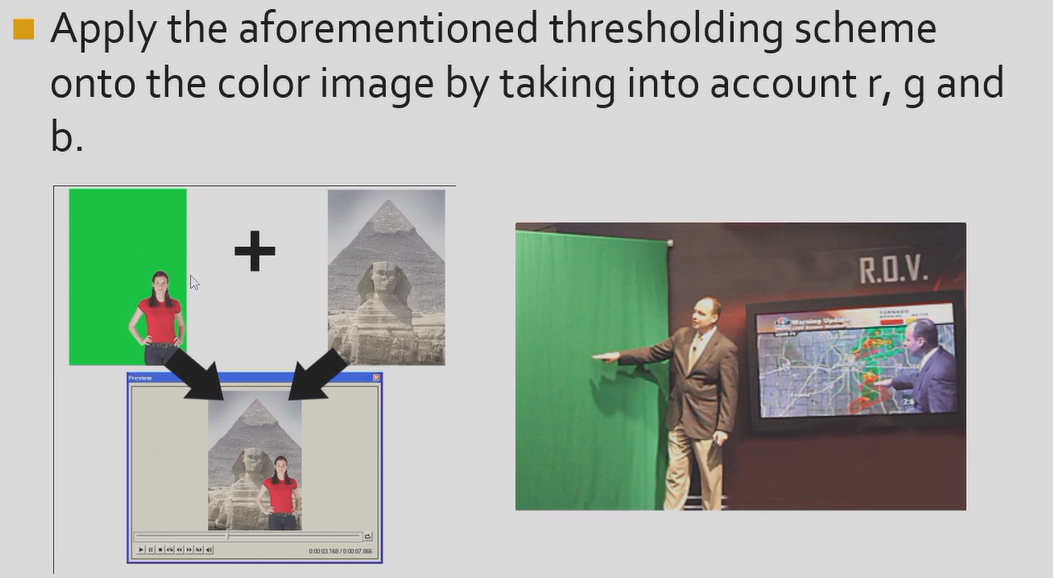 Apply the aforementioned thresholding scheme
onto the color image by taking into account r, g and
b.
+
Preview
0:00:03.168 / 0:00:07.066
R.O.V.
Warning Update
TORNADO